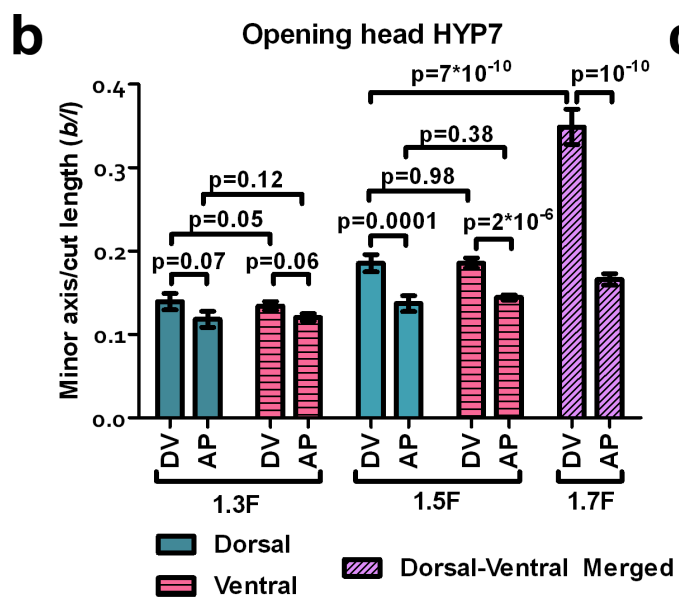 b
Opening head HYP7
c
Minor axis/cut length (b/l)
0.4
0.3
0.2
0.1
0.0
p=7*10^-10
p=10^-10
p=0.38
p=0.12
p=0.98
p=0.05
p=0.0001
p=2*10^-6
p=0.07
p=0.06
DV
AP
DV
AP
DV
AP
DV
AP
DV
AP
1.3F
1.5F
1.7F
Dorsal
Ventral
Dorsal-Ventral Merged